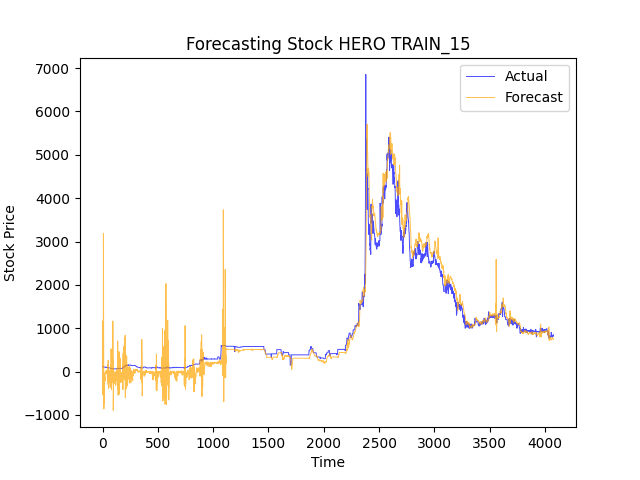 Forecasting Stock HERO TRAIN_15
Actual
Forecast
Stock Price
7000
6000
5000
4000
3000
2000
1000
0
−1000
0 500 1000 1500 2000 2500 3000 3500 4000
Time